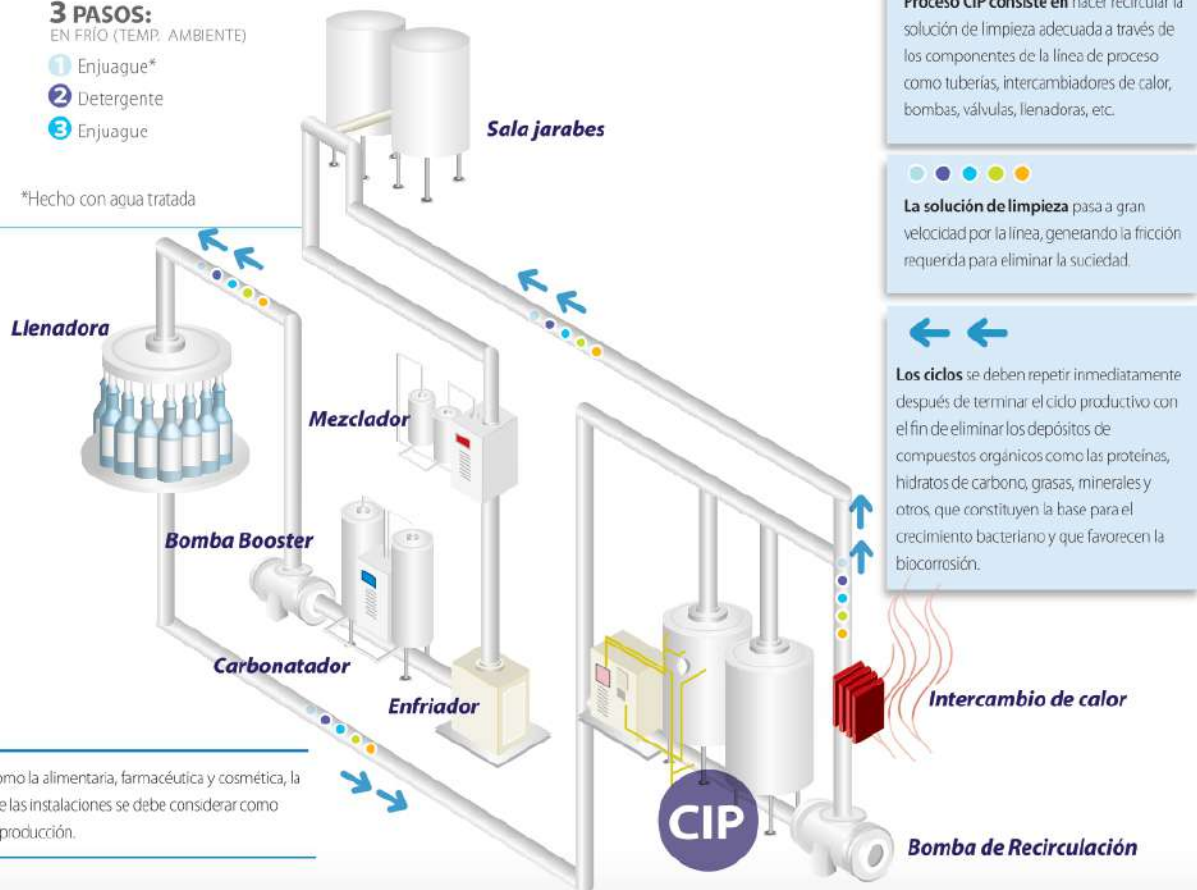 3 PASOS:
EN FRÍO (TEMP. AMBIENTE)
1 Enjuague*
2 Detergente
3 Enjuague
*Hecho con agua tratada
Proceso CIP consiste en hacer recircular la
solución de limpieza adecuada a través de
los componentes de la línea de proceso
como tuberías, intercambiadores de calor,
bombas, válvulas, llenadoras, etc.
La solución de limpieza pasa a gran
velocidad por la línea, generando la fricción
requerida para eliminar la suciedad.
Los ciclos se deben repetir inmediatamente
después de terminar el ciclo productivo con
el fin de eliminar los depósitos de
compuestos orgánicos como las proteínas,
hidratos de carbono, grasas, minerales y
otros, que constituyen la base para el
crecimiento bacteriano y que favorecen la
biocorrosión.
Sala jarabes
Llenadora
Mezclador
Bomba Booster
Carbonatador
Enfriador
Intercambio de calor
CIP
Bomba de Recirculación
omo la alimentaria, farmacéutica y cosmética, la
e las instalaciones se debe considerar como
producción.